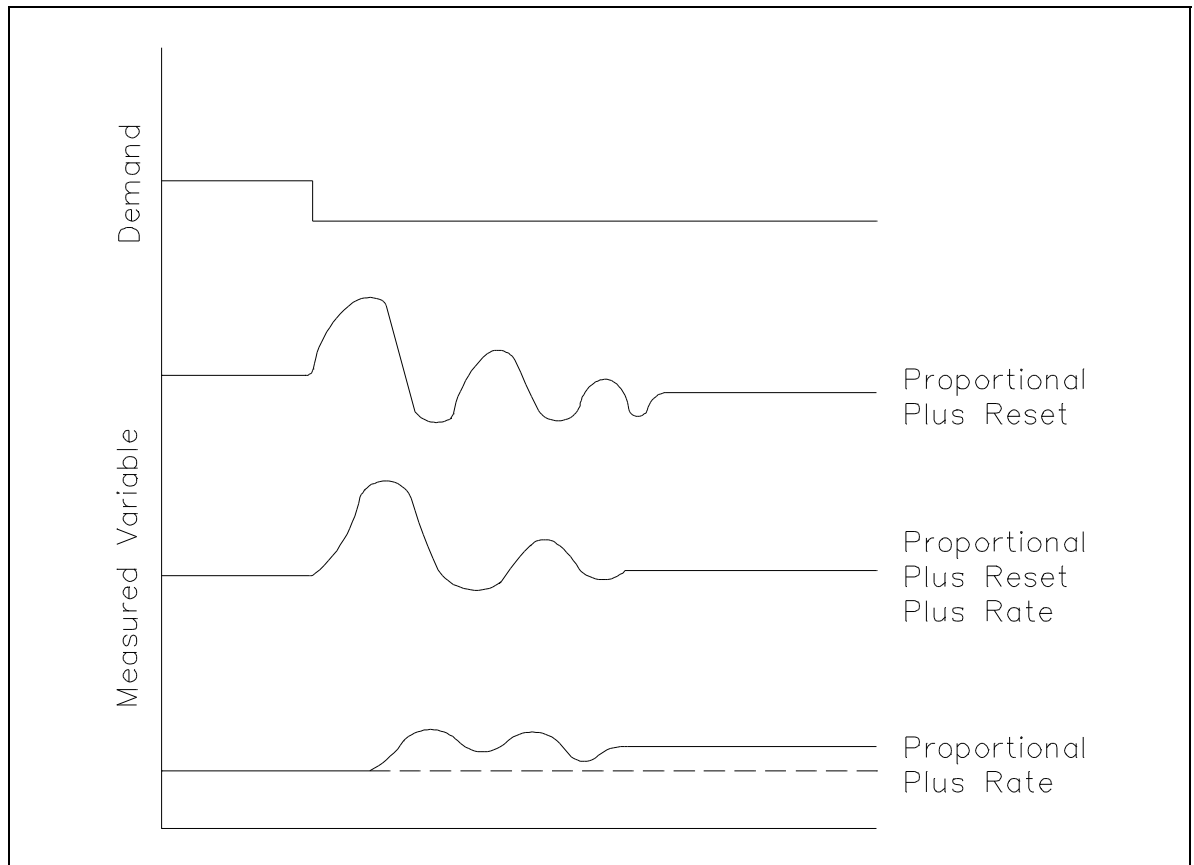 Demand
Measured Variable
Proportional
Plus Reset
Proportional
Plus Reset
Plus Rate
Proportional
Plus Rate